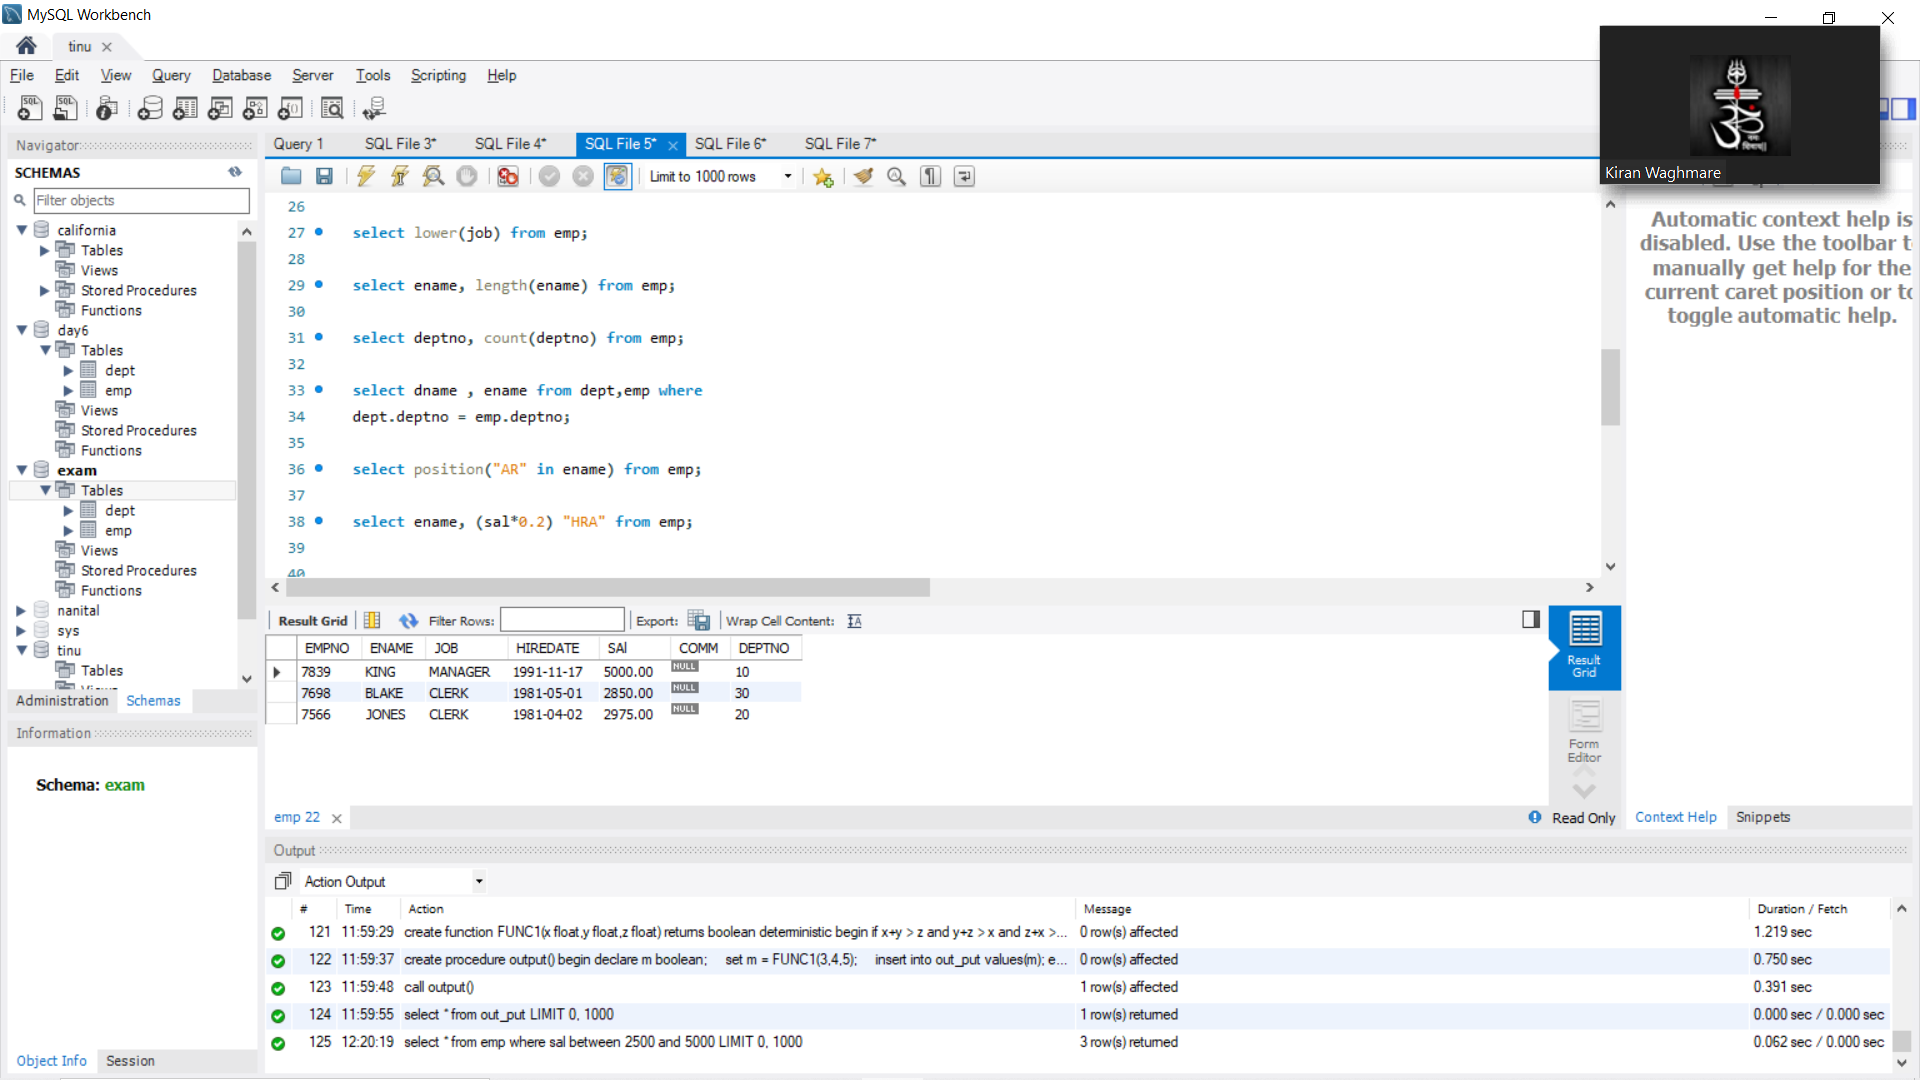 MySQL Workbench
tinu
File Edit View Query Database Server Tools Scripting Help
Kiran Waghmare
Navigator
SCHEMAS
Filter objects
california
Tables
Views
Stored Procedures
Functions
day6
Tables
dept
emp
Views
Stored Procedures
Functions
exam
Tables
dept
emp
Views
Stored Procedures
Functions
nanital
sys
tinu
Tables
Administration Schemas
Information
Schema: exam
Object Info Session
Query 1 SQL File 3* SQL File 4* SQL File 5* SQL File 6* SQL File 7*
Limit to 1000 rows
26
27 select lower(job) from emp;
28
29 select ename, length(ename) from emp;
30
31 select deptno, count(deptno) from emp;
32
33 select dname , ename from dept,emp where
34 dept.deptno = emp.deptno;
35
36 select position("AR" in ename) from emp;
37
38 select ename, (sal*0.2) "HRA" from emp;
39
40
Result Grid Filter Rows: Export: Wrap Cell Content:
EMPNO ENAME JOB HIREDATE SAl COMM DEPTNO
7839 KING MANAGER 1991-11-17 5000.00 NULL 10
7698 BLAKE CLERK 1981-05-01 2850.00 NULL 30
7566 JONES CLERK 1981-04-02 2975.00 NULL 20
Result
Grid
Form
Editor
emp 22
Read Only
Automatic context help is
disabled. Use the toolbar t
manually get help for the
current caret position or to
toggle automatic help.
Context Help Snippets
Output
Action Output
# Time Action Message Duration / Fetch
121 11:59:29 create function FUNC1(x float,y float,z float) returns boolean deterministic begin if x+y > z and y+z > x and z+x >... 0 row(s) affected 1.219 sec
122 11:59:37 create procedure output() begin declare m boolean; set m = FUNC1(3,4,5); insert into out_put values(m); e... 0 row(s) affected 0.750 sec
123 11:59:48 call output() 1 row(s) affected 0.391 sec
124 11:59:55 select * from out_put LIMIT 0, 1000 1 row(s) returned 0.000 sec / 0.000 sec
125 12:20:19 select * from emp where sal between 2500 and 5000 LIMIT 0, 1000 3 row(s) returned 0.062 sec / 0.000 sec